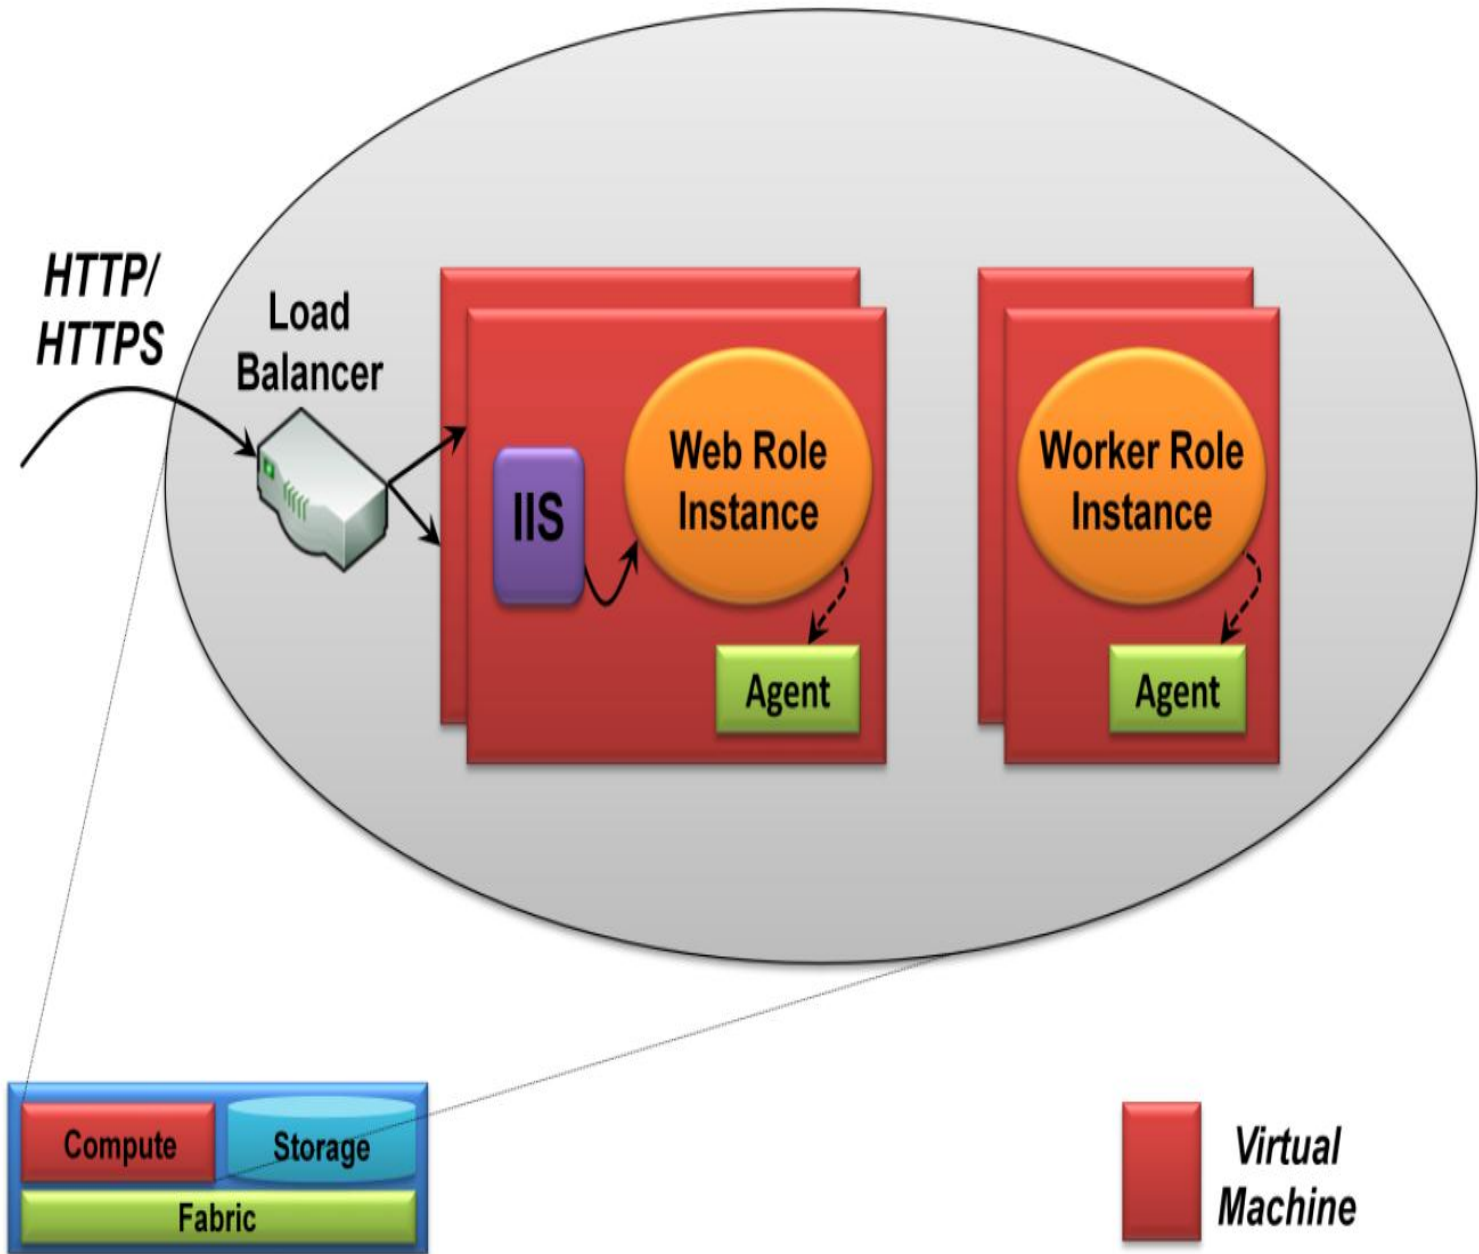 HTTP/
HTTPS
Load
Balancer
IIS
Web Role
Instance
Agent
Worker Role
Instance
Agent
Compute
Storage
Fabric
Virtual
Machine